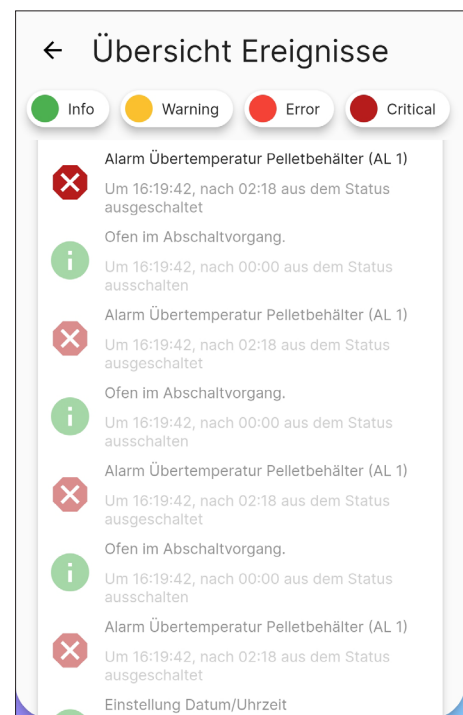 Übersicht Ereignisse
Info
Warning
Error
Critical
Alarm Übertemperatur Pelletbehälter (AL 1)
Um 16:19:42, nach 02:18 aus dem Status
ausgeschaltet
Ofen im Abschaltvorgang.
Um 16:19:42, nach 00:00 aus dem Status
ausschalten
Alarm Übertemperatur Pelletbehälter (AL 1)
Um 16:19:42, nach 02:18 aus dem Status
ausgeschaltet
Ofen im Abschaltvorgang.
Um 16:19:42, nach 00:00 aus dem Status
ausschalten
Alarm Übertemperatur Pelletbehälter (AL 1)
Um 16:19:42, nach 02:18 aus dem Status
ausgeschaltet
Ofen im Abschaltvorgang.
Um 16:19:42, nach 00:00 aus dem Status
ausschalten
Alarm Übertemperatur Pelletbehälter (AL 1)
Um 16:19:42, nach 02:18 aus dem Status
ausgeschaltet
Einstellung Datum/Uhrzeit